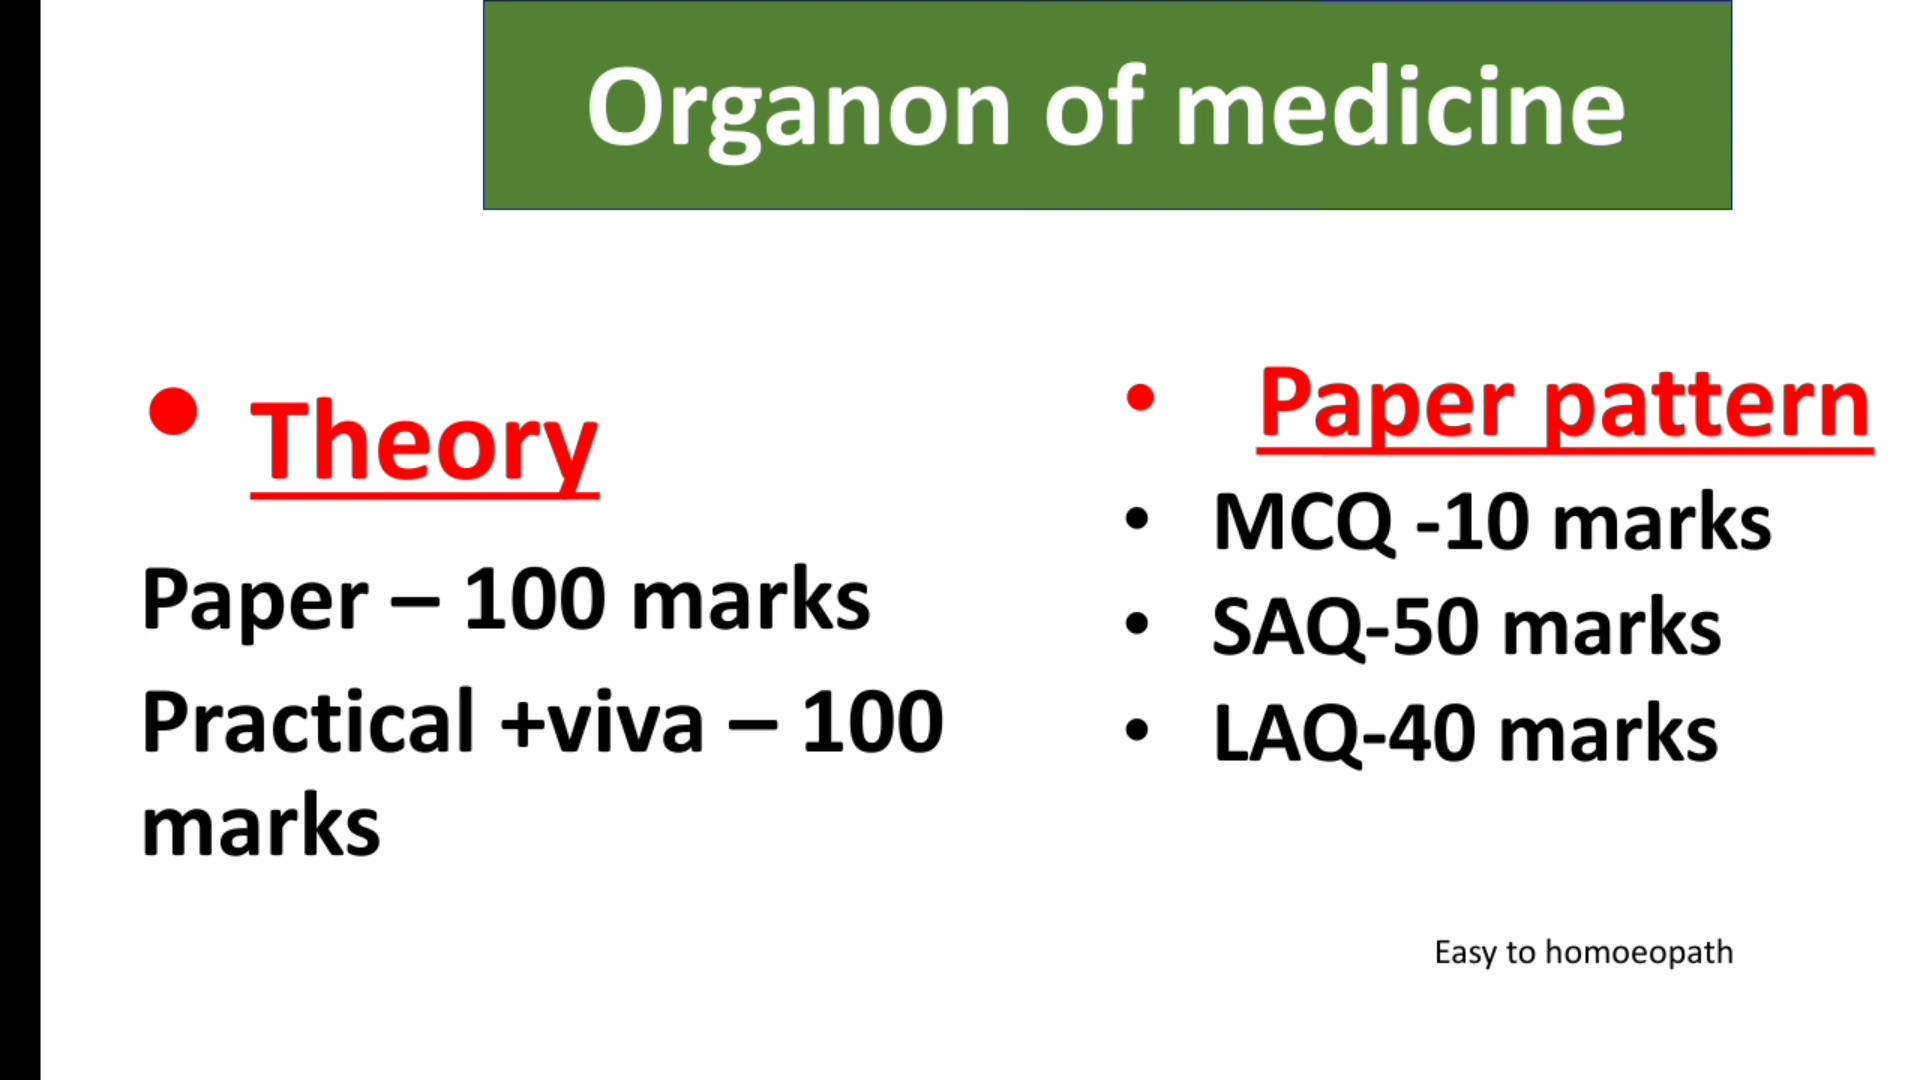 Organon of medicine
• Theory
Paper – 100 marks
Practical +viva – 100
marks
• Paper pattern
• MCQ -10 marks
• SAQ-50 marks
• LAQ-40 marks
Easy to homoeopath